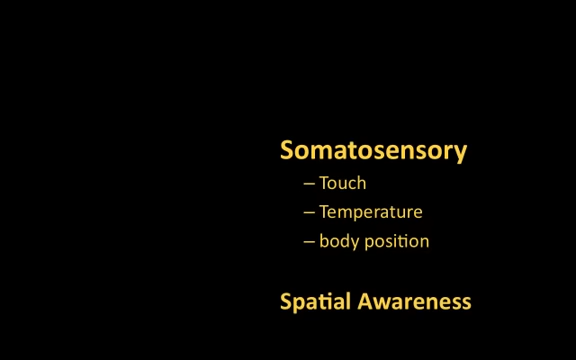 Somatosensory
– Touch
– Temperature
– body position
Spatial Awareness